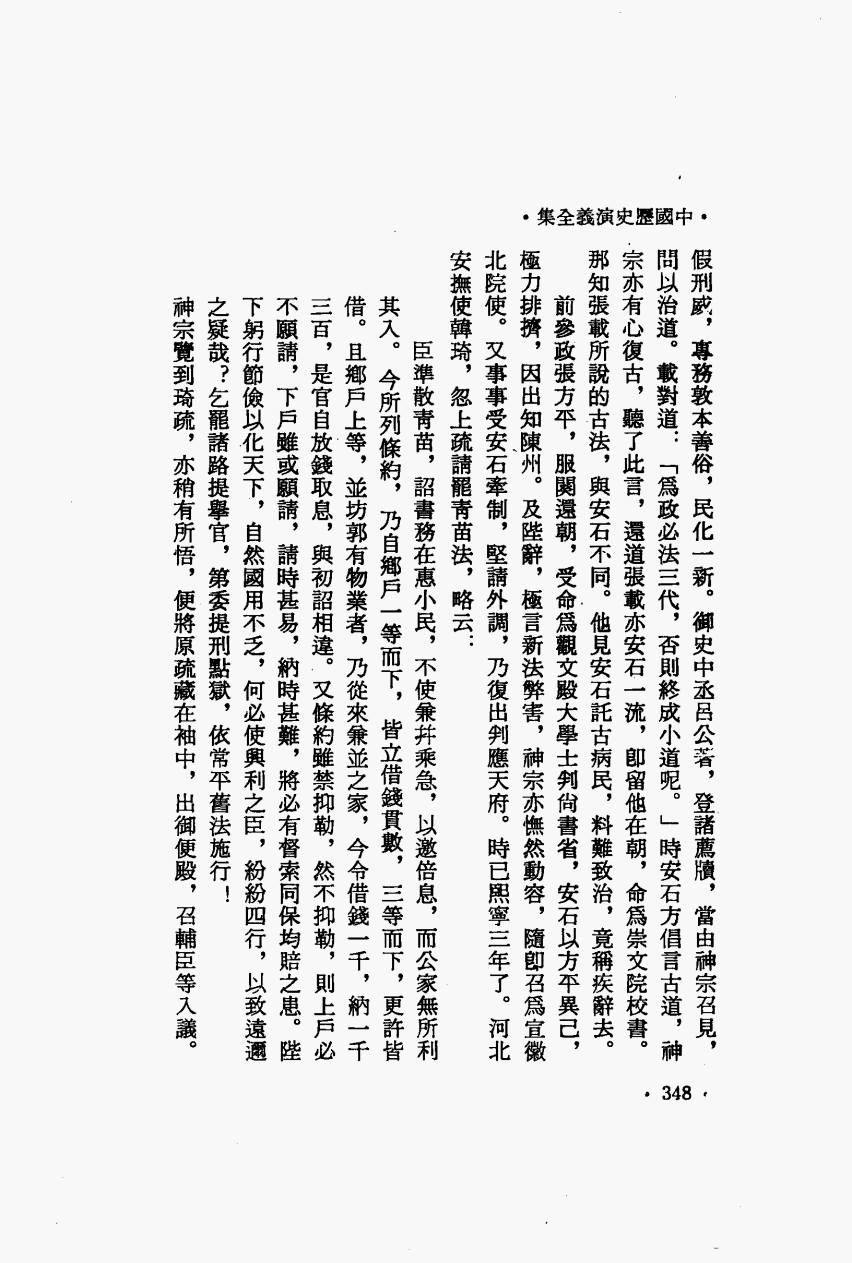 •中國歷史演義全集•
假刑威，專務敦本善俗，民化一新。御史中丞呂公著，登諸薦牘，當由神宗召見，
問以治道。載對道：「爲政必法三代，否則終成小道呢。」時安石方倡言古道，神
宗亦有心復古，聽了此言，還道張載亦安石一流，卽留他在朝，命爲崇文院校書。
那知張載所說的古法，與安石不同。他見安石託古病民，料難致治，竟稱疾辭去。
前參政張方平，服闋還朝，受命爲觀文殿大學士判尙書省，安石以方平異己，
極力排擠，因出知陳州。及陛辭，極言新法弊害，神宗亦憮然動容，隨卽召爲宣徽
北院使。又事事受安石牽制，堅請外調，乃復出判應天府。時已熙寧三年了。河北
安撫使韓琦，忽上疏請罷靑苗法，略云：
臣準散靑苗，詔書務在惠小民，不使兼幷乘急，以邀倍息，而公家無所利
其入。今所列條約，乃自鄉戶一等而下，皆立借錢貫數，三等而下，更許皆
借。且鄉戶上等，並坊郭有物業者，乃從來兼並之家，今令借錢一千，納一千
三百，是官自放錢取息，與初詔相違。又條約雖禁抑勒，然不抑勒，則上戶必
不願請，下戶雖或願請，請時甚易，納時甚難，將必有督索同保均賠之患。陛
下躬行節儉以化天下，自然國用不乏，何必使興利之臣，紛紛四行，以致遠邇
之疑哉？乞罷諸路提舉官，第委提刑點獄，依常平舊法施行！
神宗覽到琦疏，亦稍有所悟，便將原疏藏在袖中，出御便殿，召輔臣等入議。
•348•